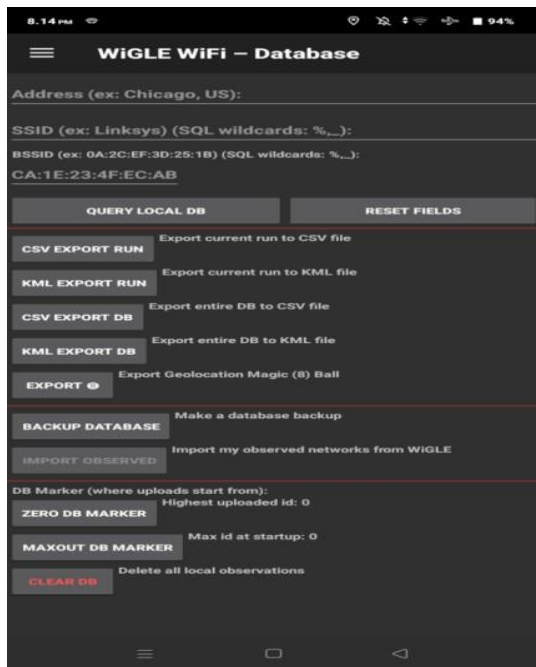 8.14 PM
94%
WiGLE WiFi – Database
Address (ex: Chicago, US):
SSID (ex: Linksys) (SQL wildcards: %,_):
BSSID (ex: 0A:2C:EF:3D:25:1B) (SQL wildcards: %,_):
CA:1E:23:4F:EC:AB
QUERY LOCAL DB
RESET FIELDS
CSV EXPORT RUN
Export current run to CSV file
KML EXPORT RUN
Export current run to KML file
CSV EXPORT DB
Export entire DB to CSV file
KML EXPORT DB
Export entire DB to KML file
EXPORT
Export Geolocation Magic (8) Ball
BACKUP DATABASE
Make a database backup
IMPORT OBSERVED
Import my observed networks from WiGLE
DB Marker (where uploads start from):
ZERO DB MARKER
Highest uploaded id: 0
MAXOUT DB MARKER
Max id at startup: 0
CLEAR DB
Delete all local observations